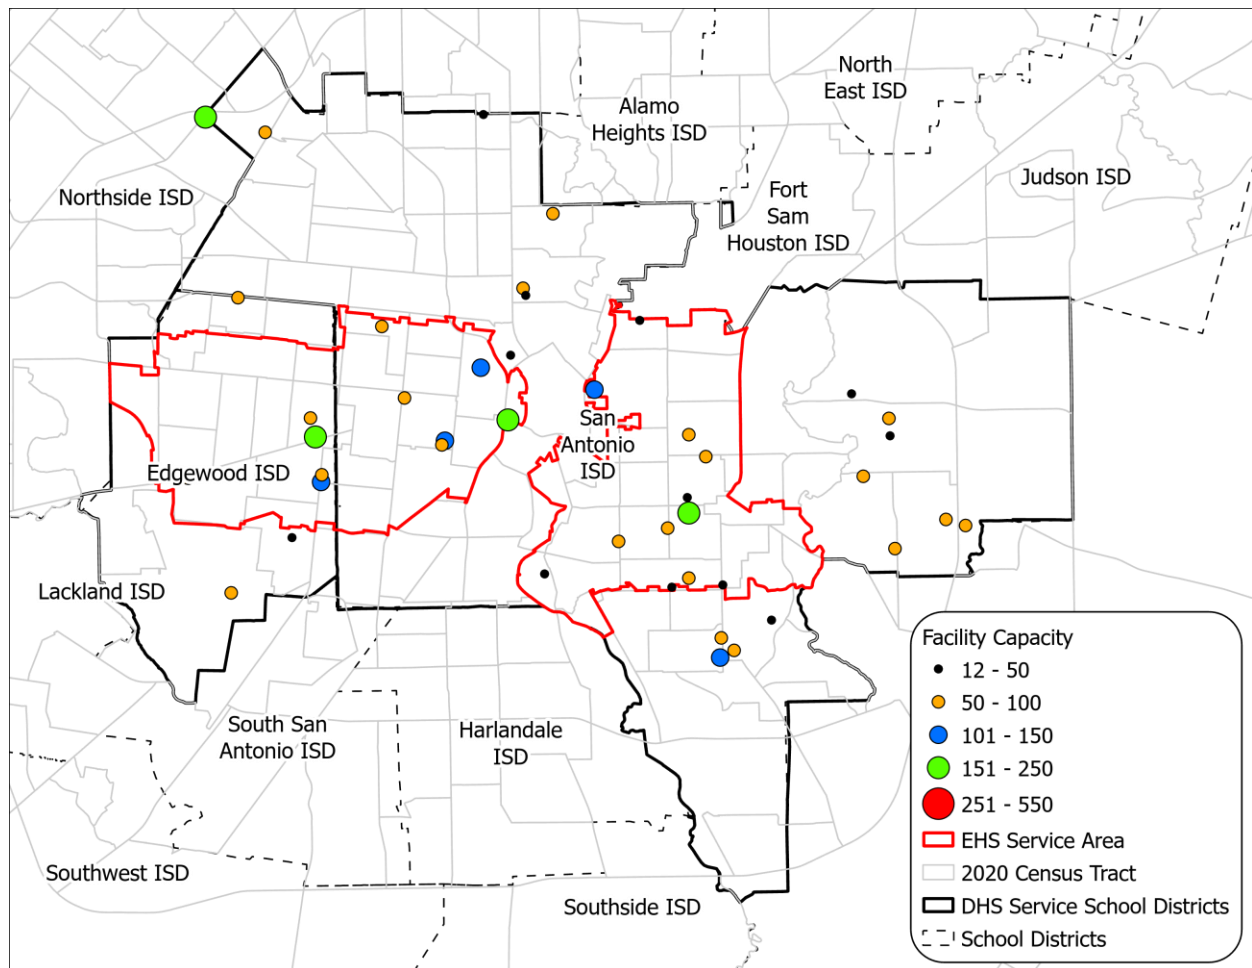 North
East ISD
Alamo
Heights ISD
Judson ISD
Northside ISD
Fort
Sam
Houston ISD
San
Antonio
ISD
Edgewood ISD
Lackland ISD
South San
Antonio ISD
Harlandale
ISD
Southwest ISD
Southside ISD
Facility Capacity
12 - 50
50 - 100
101 - 150
151 - 250
251 - 550
EHS Service Area
2020 Census Tract
DHS Service School Districts
School Districts